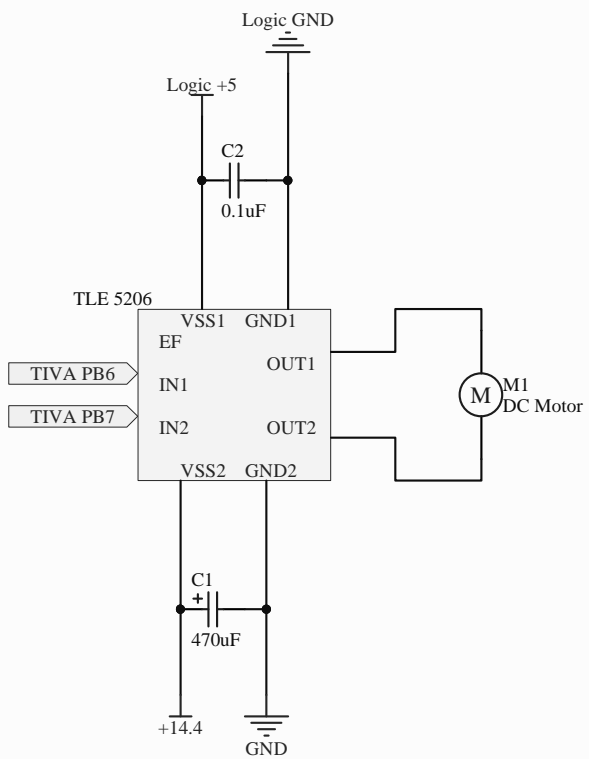 Logic GND
Logic +5
C2
0.1uF
TLE 5206
VSS1 GND1
EF
OUT1
TIVA PB6
IN1
M
M1
DC Motor
TIVA PB7
IN2
OUT2
VSS2 GND2
C1
+
470uF
+14.4
GND